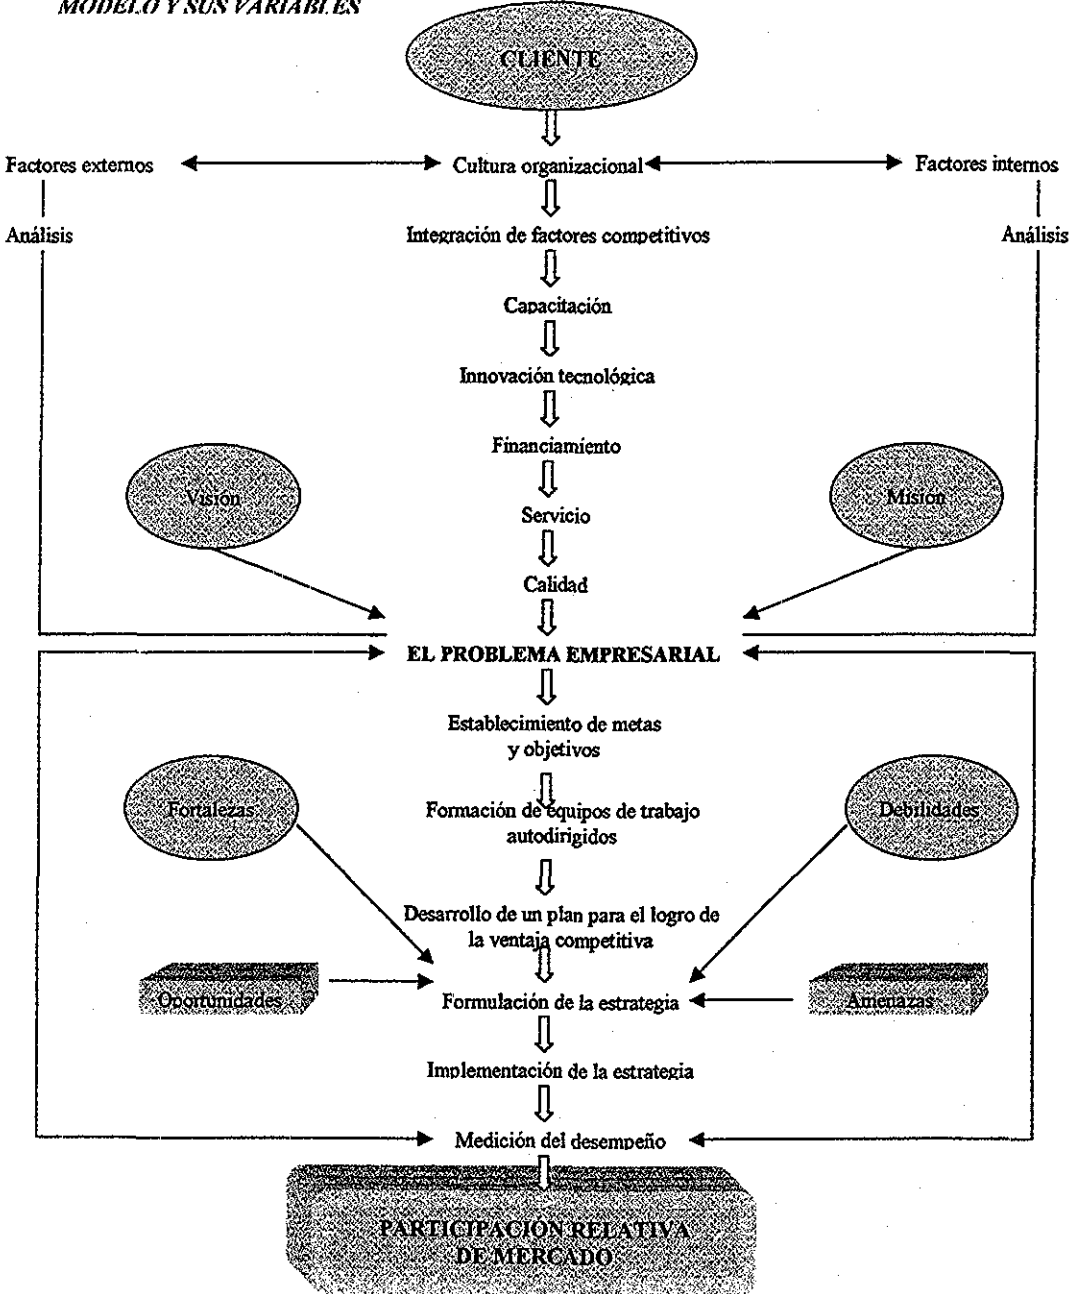 MODELO Y SUS VARIABLES
CLIENTE
Factores externos
Cultura organizacional
Factores internos
Análisis
Integración de factores competitivos
Análisis
Capacitación
Innovación tecnológica
Financiamiento
Visión
Misión
Servicio
Calidad
EL PROBLEMA EMPRESARIAL
Establecimiento de metas
y objetivos
Fortalezas
Formación de equipos de trabajo
autodirigidos
Debilidades
Desarrollo de un plan para el logro de
la ventaja competitiva
Oportunidades
Formulación de la estrategia
Amenazas
Implementación de la estrategia
Medición del desempeño
PARTICIPACION RELATIVA
DE MERCADO